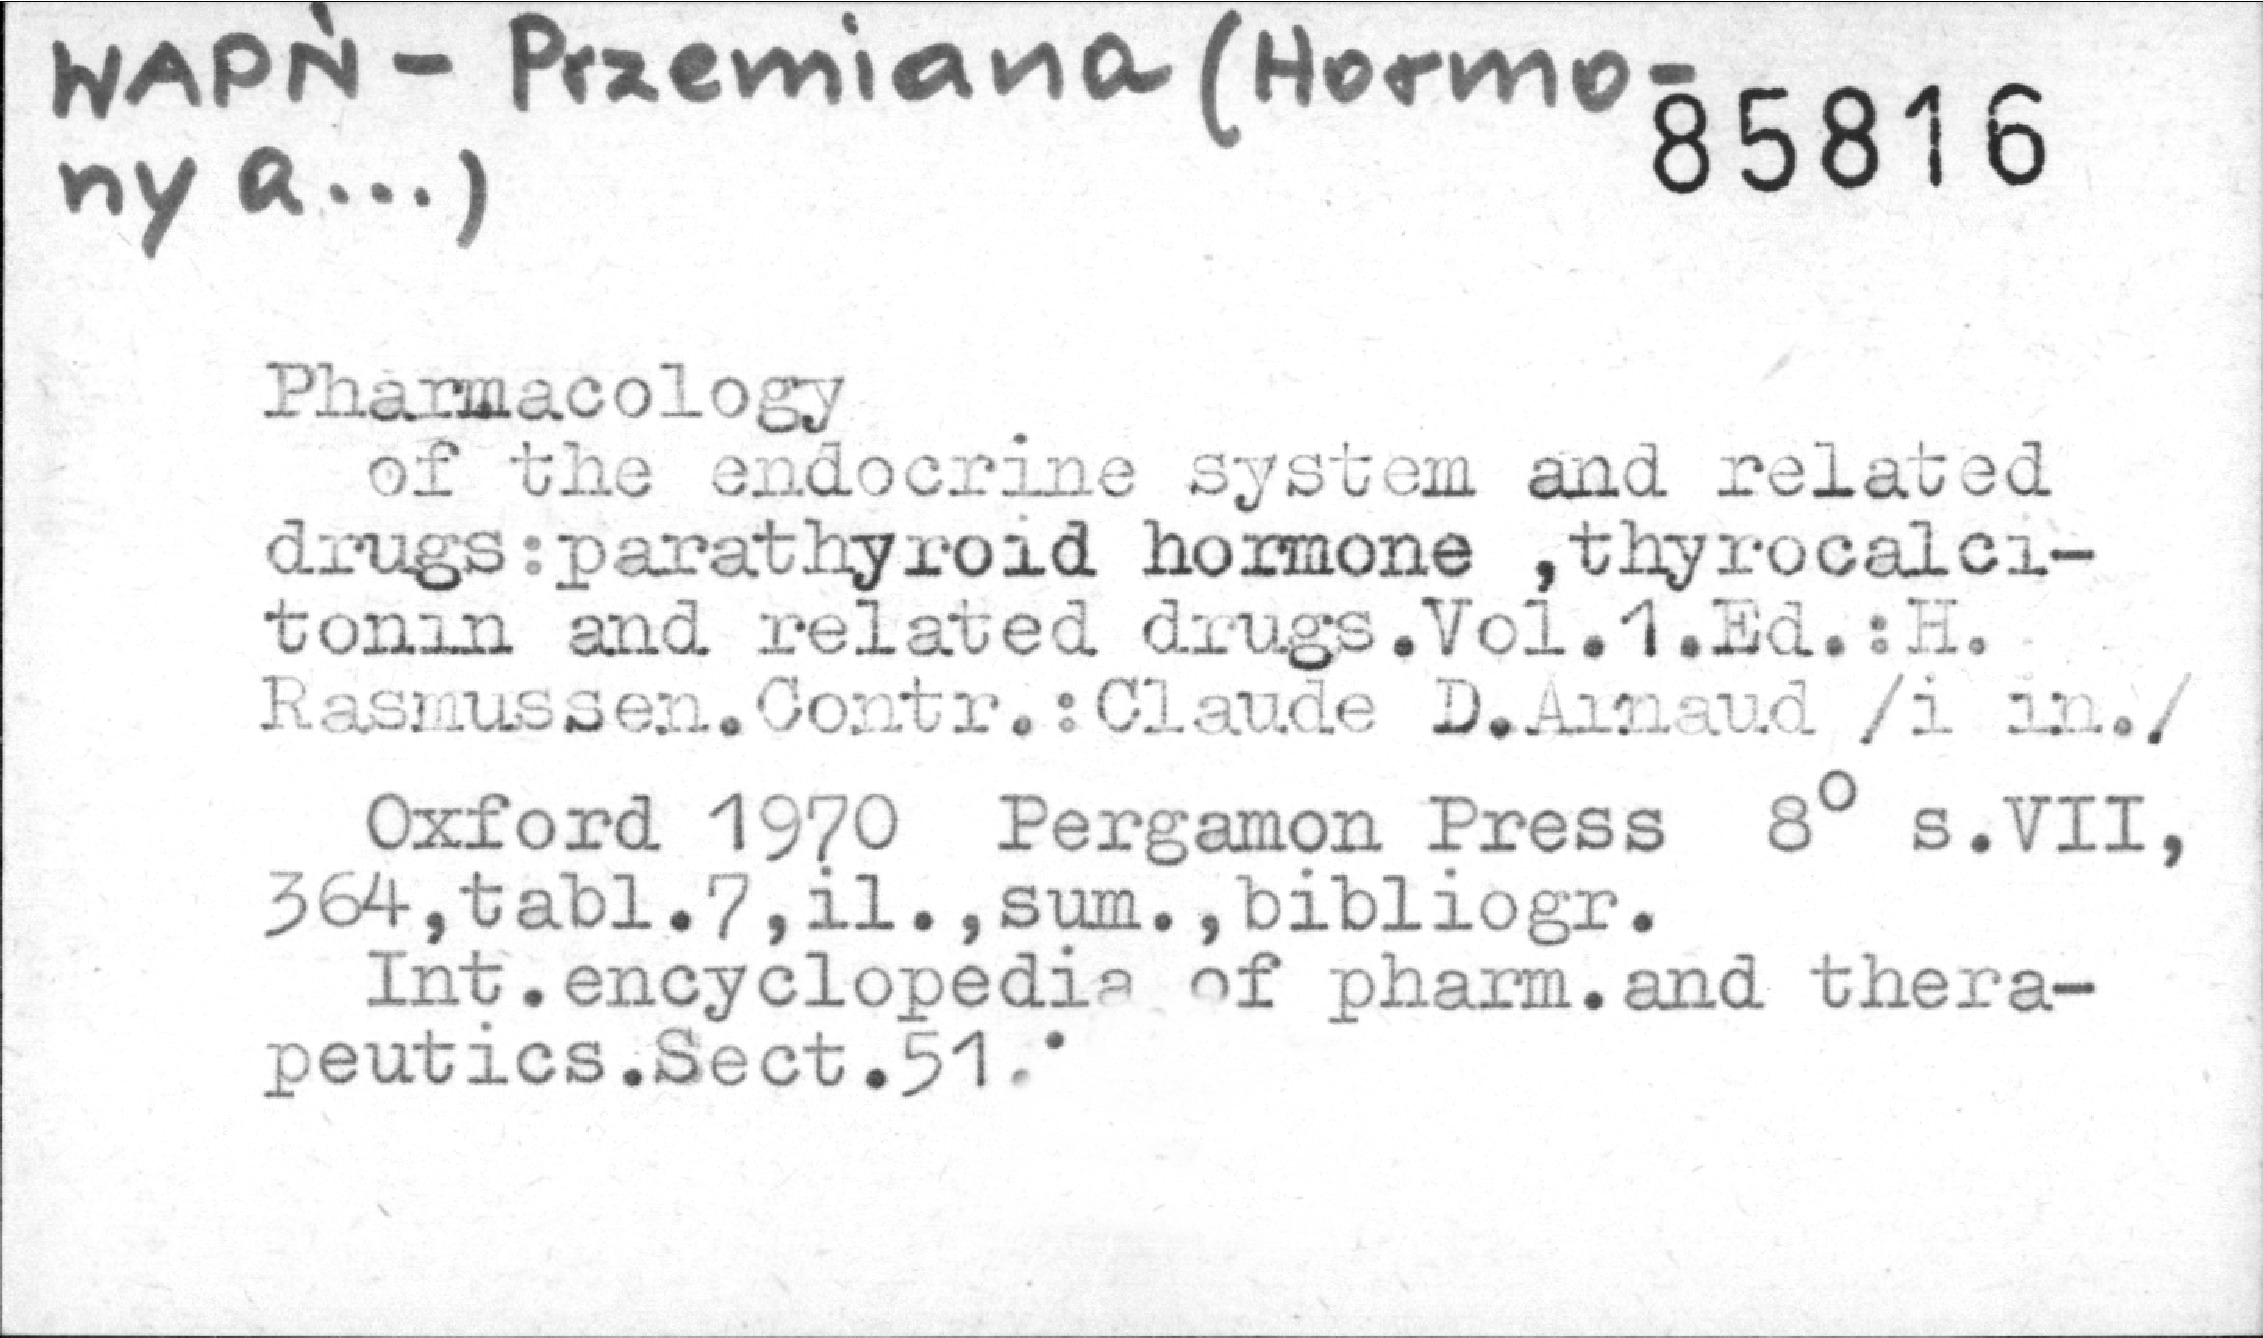 WAPŃ - Przemiana (Hormo-
85816
ny a...)
Pharmacology
of the endocrine system and related
drugs:parathyroid hormone ,thyrocalci-
tonin and related drugs.Vol.1.Ed.:H.
Rasmussen.Contr.:Claude D.Arnaud /i in./
Oxford 1970 Pergamon Press 8° s.VII,
364,tabl.7,il.,sum.,bibliogr.
Int.encyclopedia of pharm.and thera-
peutics.Sect.51.